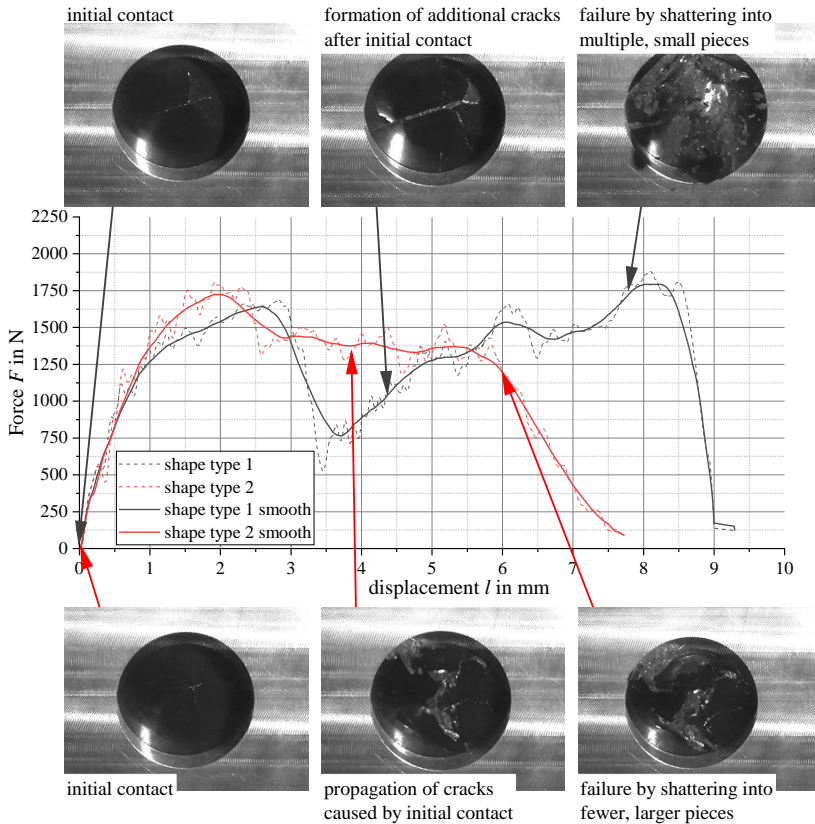 initial contact
formation of additional cracks
after initial contact
failure by shattering into
multiple, small pieces
2250
2000
1750
1500
1250
1000
750
500
250
0
Force F in N
shape type 1
shape type 2
shape type 1 smooth
shape type 2 smooth
0 1 2 3 4 5 6 7 8 9 10
displacement l in mm
initial contact
propagation of cracks
caused by initial contact
failure by shattering into
fewer, larger pieces